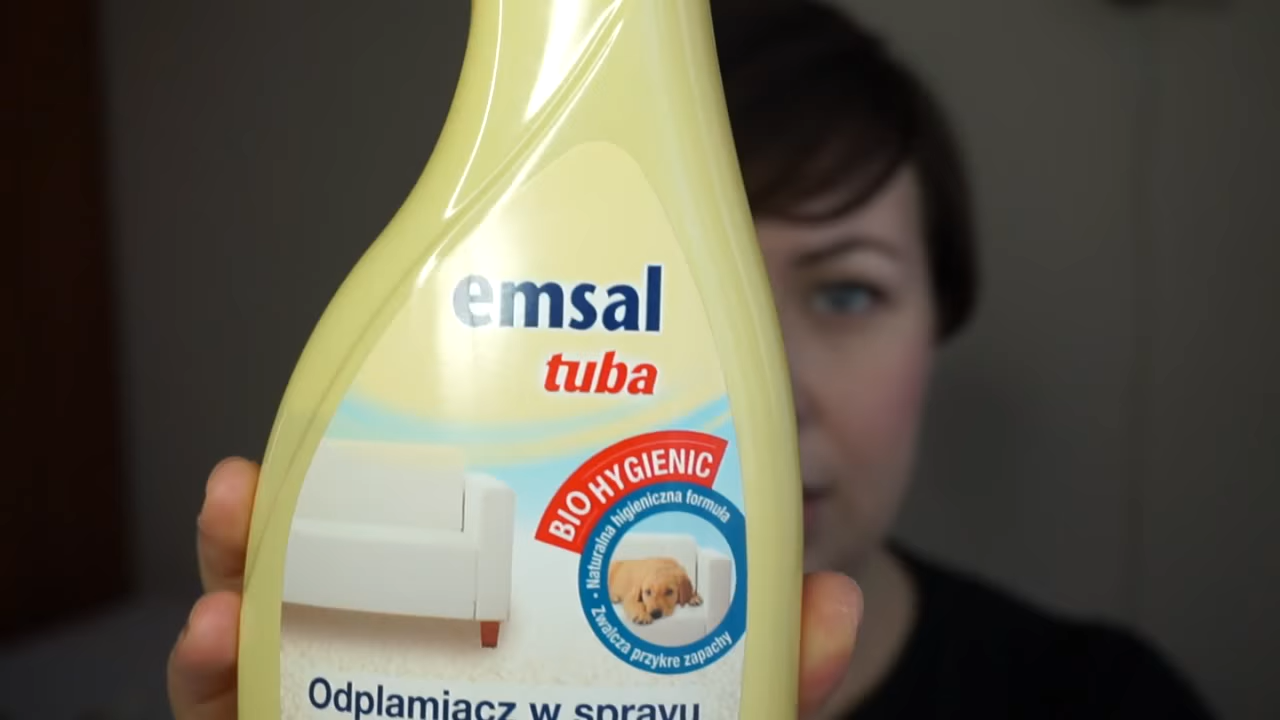 emsal
tuba
BIO HYGIENIC
• Naturalna higieniczna formuła
Zwalcza przykre zapachy
Odplamiacz w sprayu